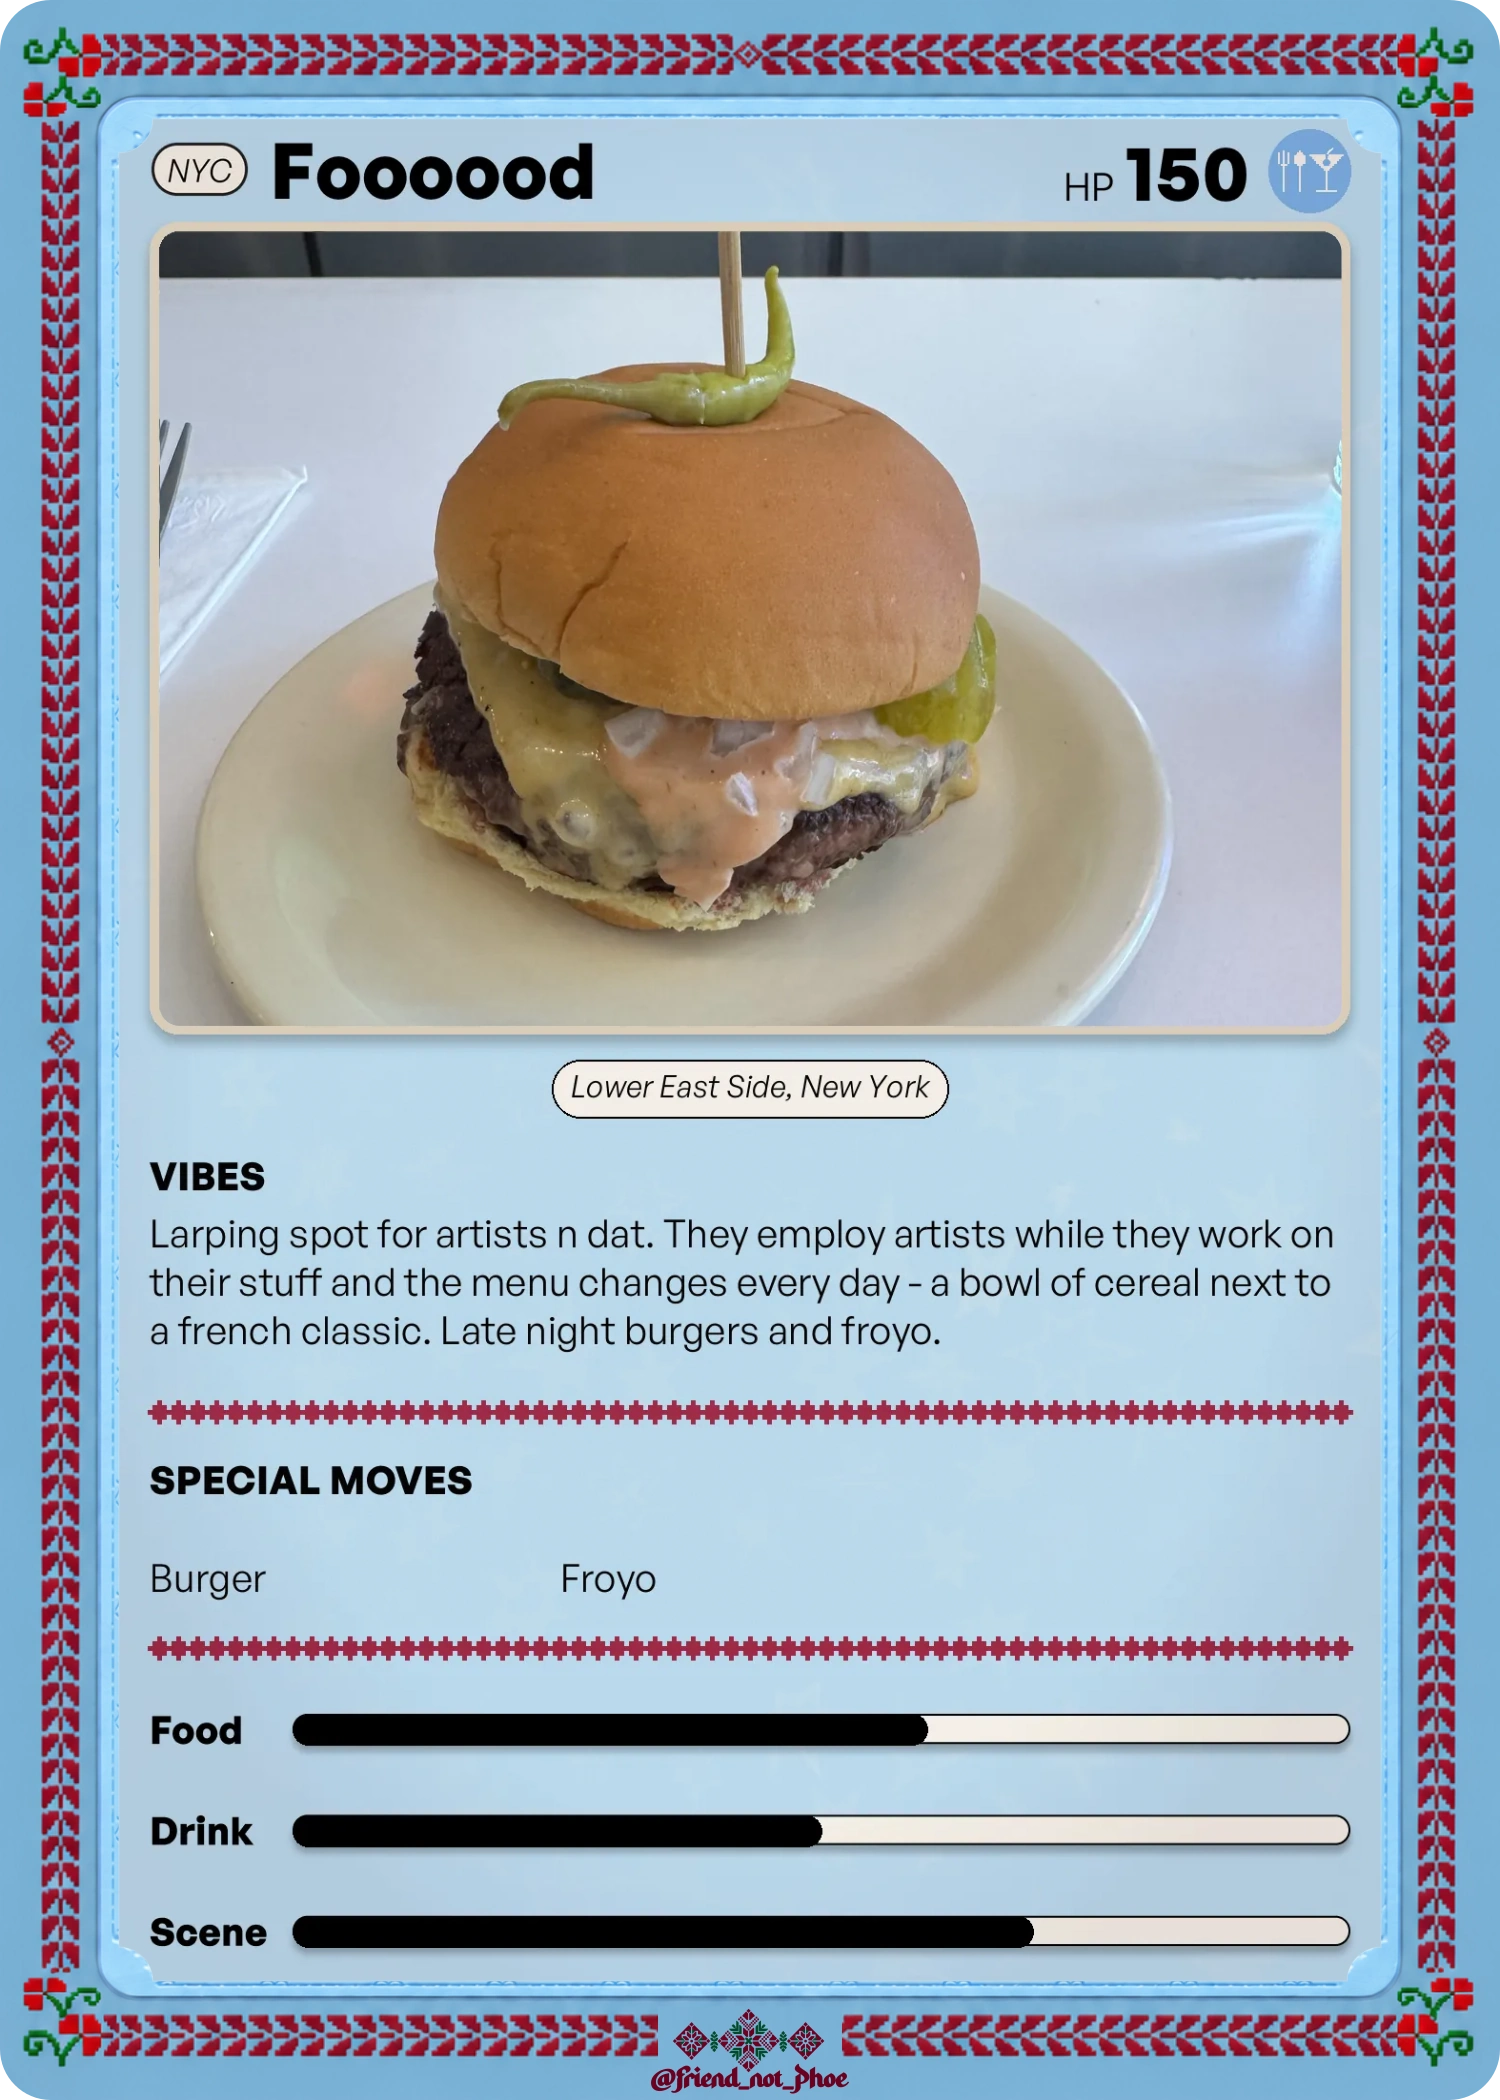 NYC Foooood HP 150
Lower East Side, New York
VIBES
Larping spot for artists n dat. They employ artists while they work on
their stuff and the menu changes every day - a bowl of cereal next to
a french classic. Late night burgers and froyo.
SPECIAL MOVES
Burger Froyo
Food
Drink
Scene
@friend_not_phoe